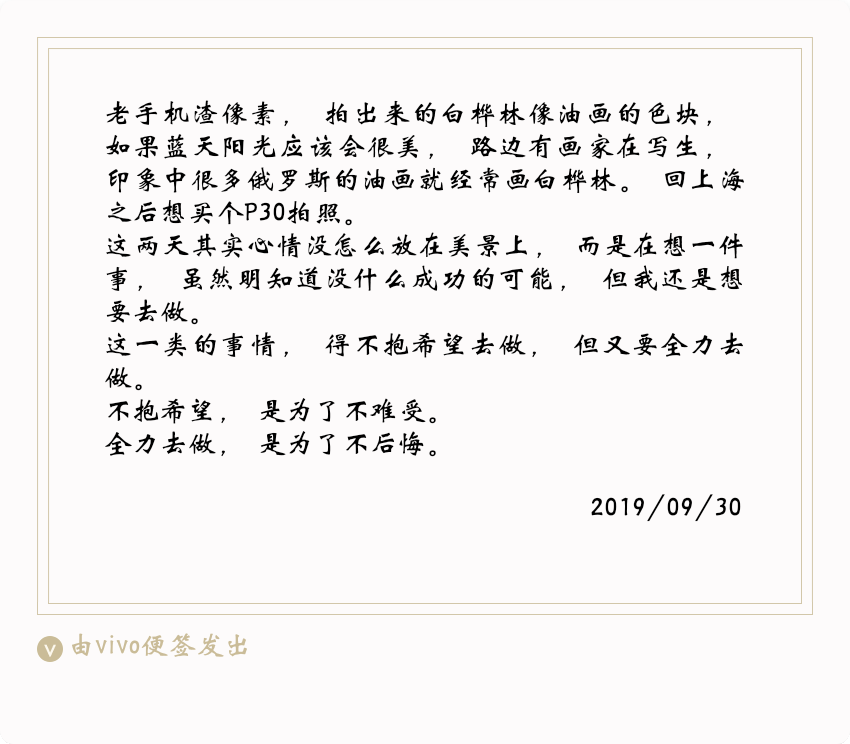 老手机渣像素， 拍出来的白桦林像油画的色块，
如果蓝天阳光应该会很美， 路边有画家在写生，
印象中很多俄罗斯的油画就经常画白桦林。 回上海
之后想买个P30拍照。
这两天其实心情没怎么放在美景上， 而是在想一件
事， 虽然明知道没什么成功的可能， 但我还是想
要去做。
这一类的事情， 得不抱希望去做， 但又要全力去
做。
不抱希望， 是为了不难受。
全力去做， 是为了不后悔。
2019/09/30
由vivo便签发出